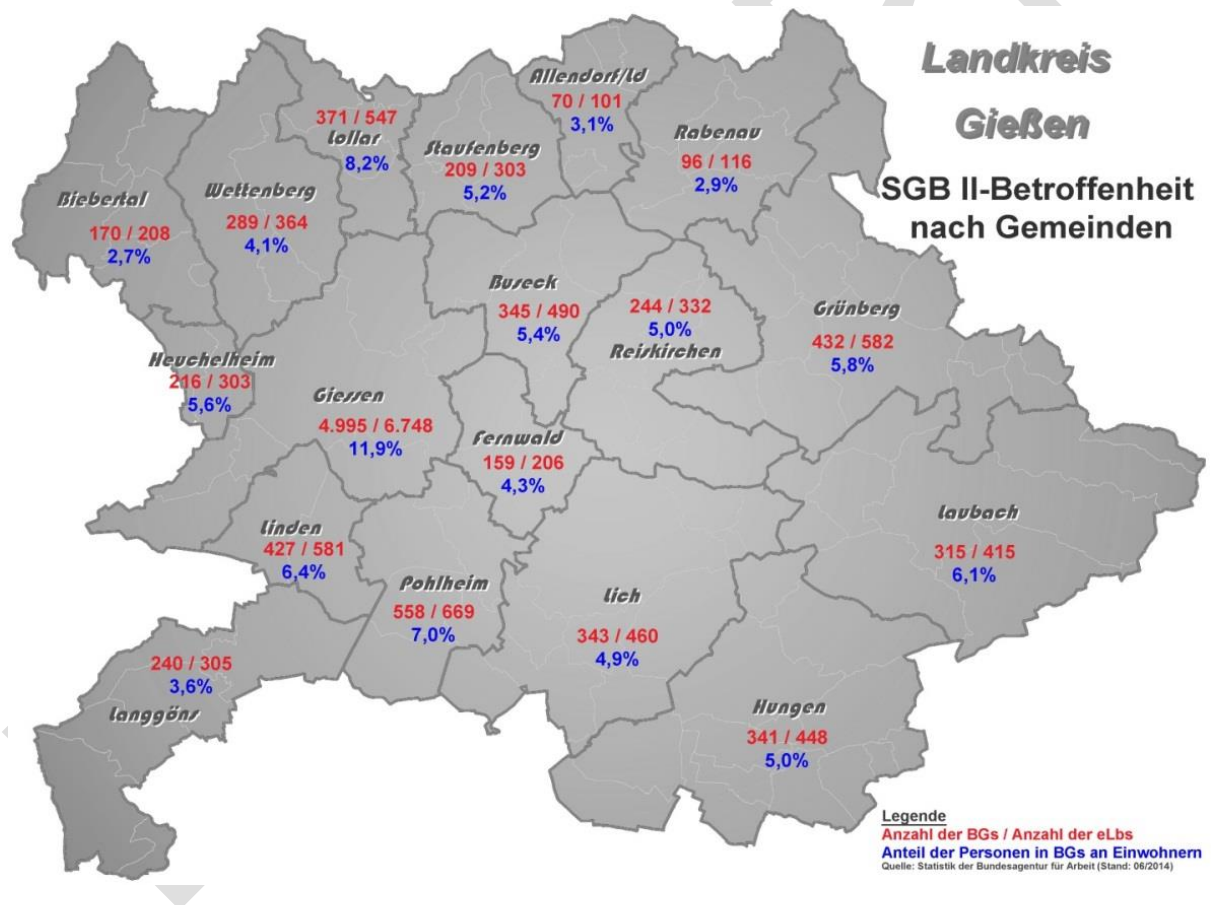 Landkreis
Gießen
SGB II-Betroffenheit
nach Gemeinden
Allendorf/Ld
70 / 101
3,1%
371 / 547
Lollar
8,2%
Staufenberg
209 / 303
5,2%
Rabenau
96 / 116
2,9%
Biebertal
170 / 208
2,7%
Wettenberg
289 / 364
4,1%
Buseck
345 / 490
5,4%
244 / 332
5,0%
Reiskirchen
Grünberg
432 / 582
5,8%
Heuchelheim
216 / 303
5,6%
Giessen
4.995 / 6.748
11,9%
Fernwald
159 / 206
4,3%
Linden
427 / 581
6,4%
Pohlheim
558 / 669
7,0%
Lich
343 / 460
4,9%
Laubach
315 / 415
6,1%
240 / 305
3,6%
Langgöns
Hungen
341 / 448
5,0%
Legende
Anzahl der BGs / Anzahl der eLbs
Anteil der Personen in BGs an Einwohnern
Quelle: Statistik der Bundesagentur für Arbeit (Stand: 06/2014)